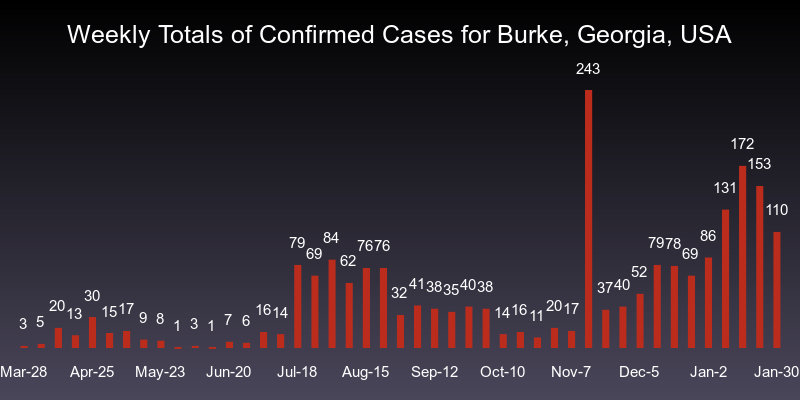 Weekly Totals of Confirmed Cases for Burke, Georgia, USA
3 5 20 13 30 15 17 9 8 1 3 1 7 6 16 14 79 69 84 62 76 76 32 41 38 35 40 38 14 16 11 20 17 243 37 40 52 79 78 69 86 131 172 153 110
Mar-28 Apr-25 May-23 Jun-20 Jul-18 Aug-15 Sep-12 Oct-10 Nov-7 Dec-5 Jan-2 Jan-30